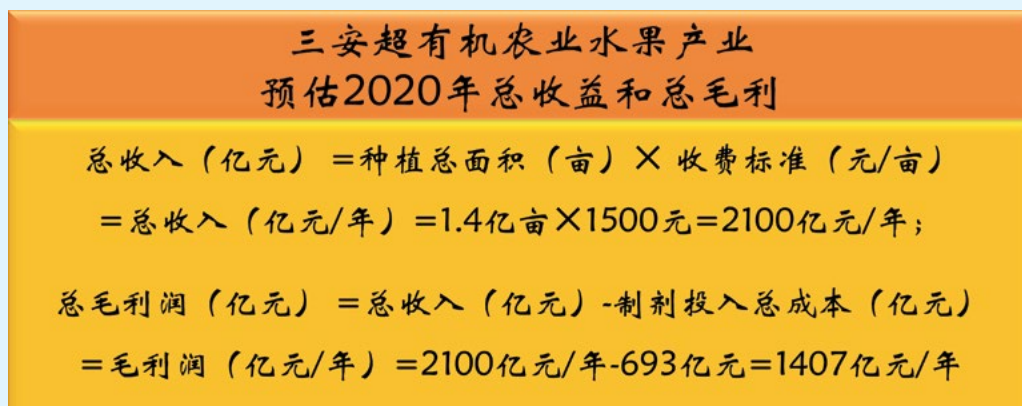 三安超有机农业水果产业
预估2020年总收益和总毛利
总收入（亿元）=种植总面积（亩）× 收费标准（元/亩）
=总收入（亿元/年）=1.4亿亩×1500元=2100亿元/年；
总毛利润（亿元）=总收入（亿元）-制剂投入总成本（亿元）
=毛利润（亿元/年）=2100亿元/年-693亿元=1407亿元/年